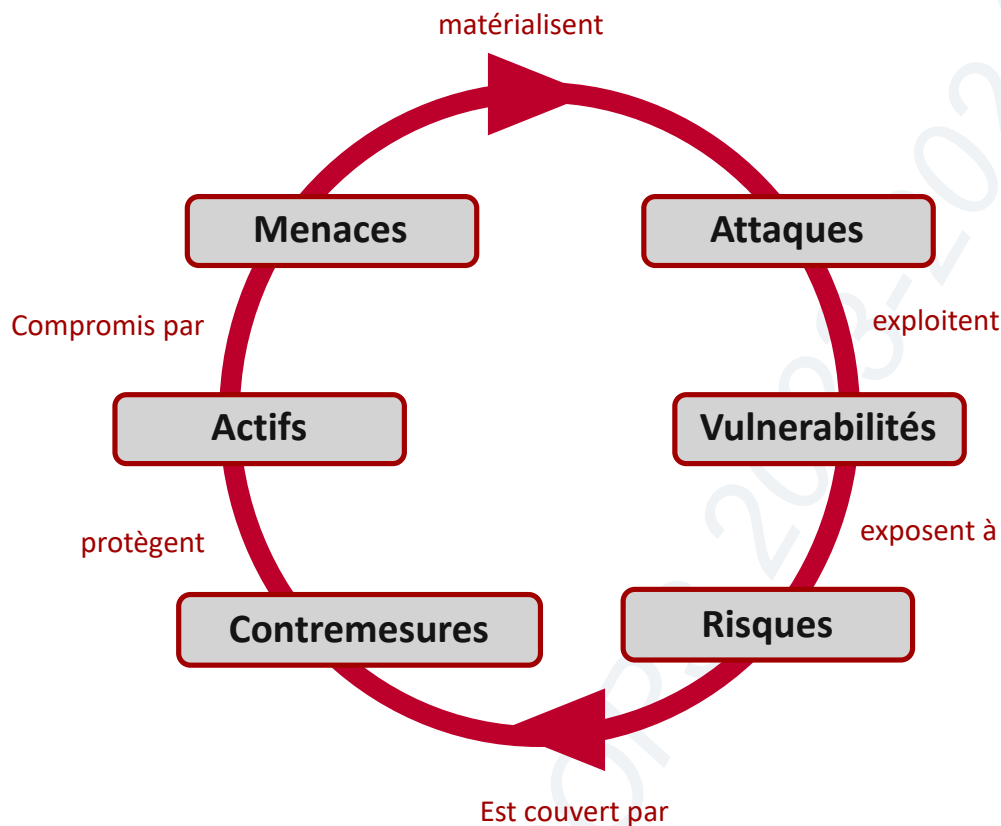 matérialisent
Menaces
Attaques
Compromis par
exploitent
Actifs
Vulnerabilités
protègent
exposent à
Contremesures
Risques
Est couvert par